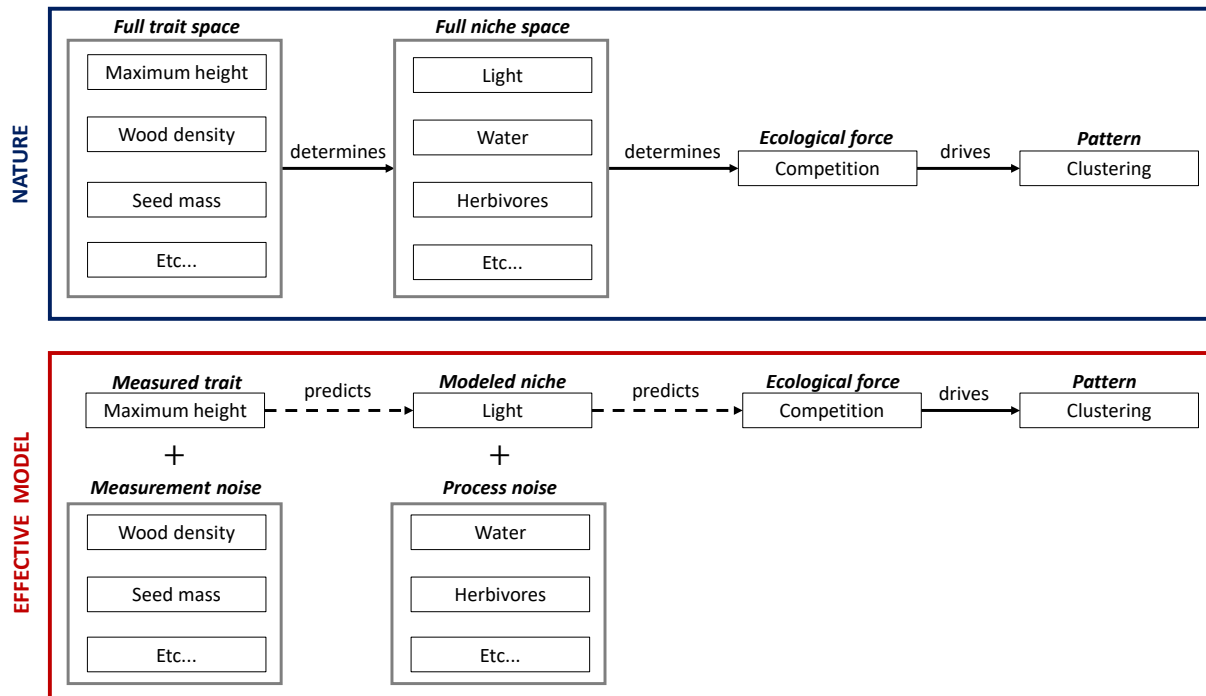 NATURE
Full trait space
Maximum height
Wood density
Seed mass
Etc...
determines
Full niche space
Light
Water
Herbivores
Etc...
determines
Ecological force
Competition
drives
Pattern
Clustering
EFFECTIVE MODEL
Measured trait
Maximum height
+
Measurement noise
Wood density
Seed mass
Etc...
predicts
Modeled niche
Light
+
Process noise
Water
Herbivores
Etc...
predicts
Ecological force
Competition
drives
Pattern
Clustering